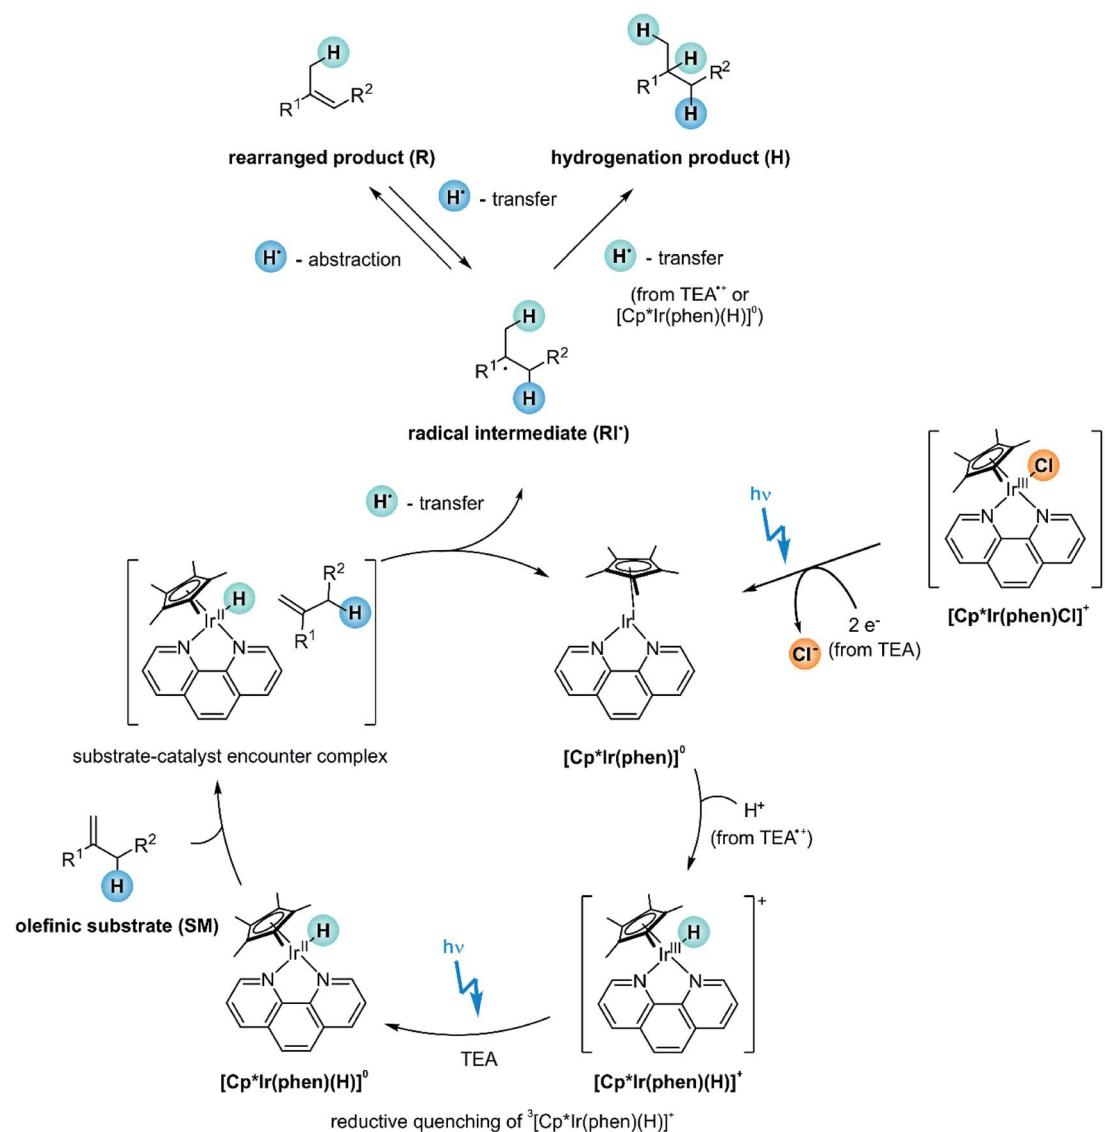 H
H
H
R¹
R²
R¹
R²
H
rearranged product (R)
hydrogenation product (H)
H• - transfer
H• - abstraction
H• - transfer
(from TEA•+ or
[Cp*Ir(phen)(H)]⁰)
H
R²
R¹
•
H
radical intermediate (RI•)
H• - transfer
hν
Cl
Irᴵᴵᴵ
N
N
[Cp*Ir(phen)Cl]⁺
2 e⁻
(from TEA)
Cl⁻
R²
H
Irᴵᴵ
H
R¹
N
N
Ir
N
N
substrate-catalyst encounter complex
[Cp*Ir(phen)]⁰
H⁺
(from TEA•+)
R¹
R²
H
olefinic substrate (SM)
H
Irᴵᴵ
N
N
hν
+
H
Irᴵᴵᴵ
N
N
TEA
[Cp*Ir(phen)(H)]⁰
[Cp*Ir(phen)(H)]⁺
reductive quenching of ³[Cp*Ir(phen)(H)]⁺